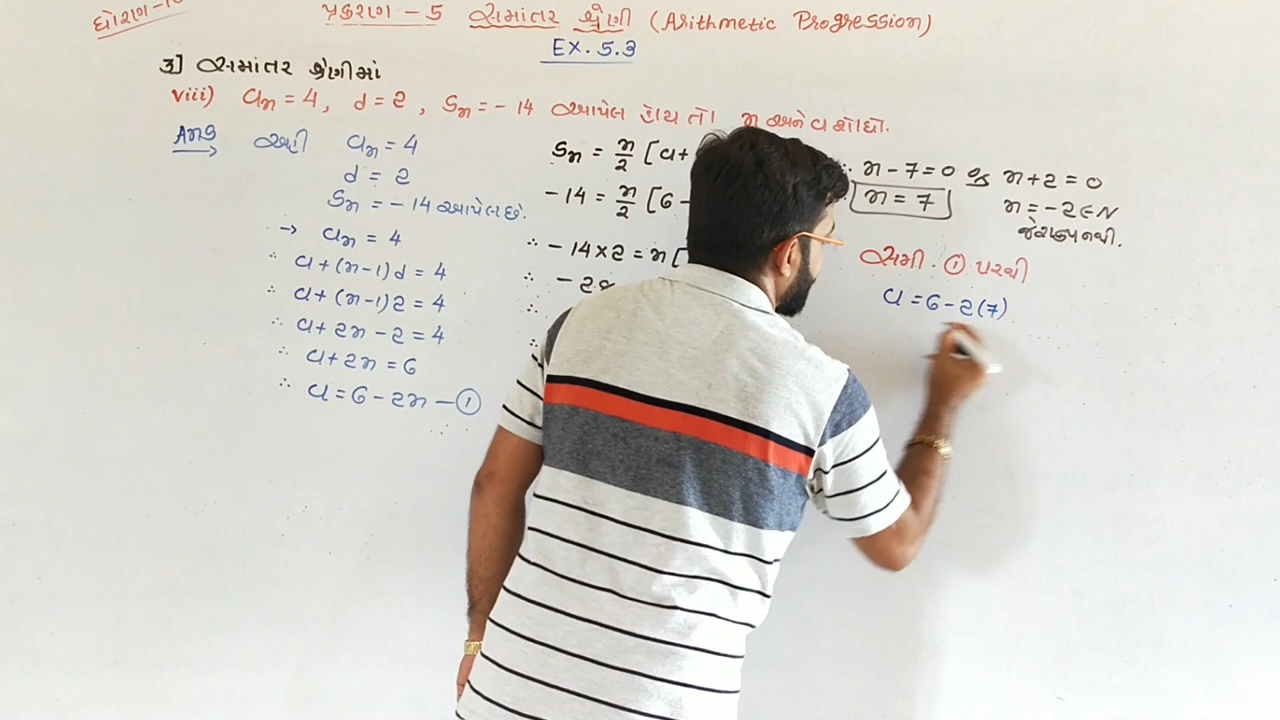 ધોરણ-10
પ્રકરણ - 5 સમાંતર શ્રેણી (Arithmetic Progression)
EX. 5.3
3] સમાંતર શ્રેણીમાં
viii) an = 4, d = 2, Sn = - 14 આપેલ હોય તો n અને a શોધો.
Ans અહી an = 4
d = 2
Sn = - 14 આપેલ છે.
→ an = 4
∴ a + (n-1)d = 4
∴ a + (n-1)2 = 4
∴ a + 2n - 2 = 4
∴ a + 2n = 6
∴ a = 6 - 2n — ①
Sn = n/2 [a+
-14 = n/2 [6 -
∴ -14 × 2 = n[
∴ - 28
∴
∴
∴ n - 7 = 0 જ n + 2 = 0
n = 7 n = -2 ∈ N
જે શક્ય નથી.
સમી. ① પરથી
a = 6 - 2(7)